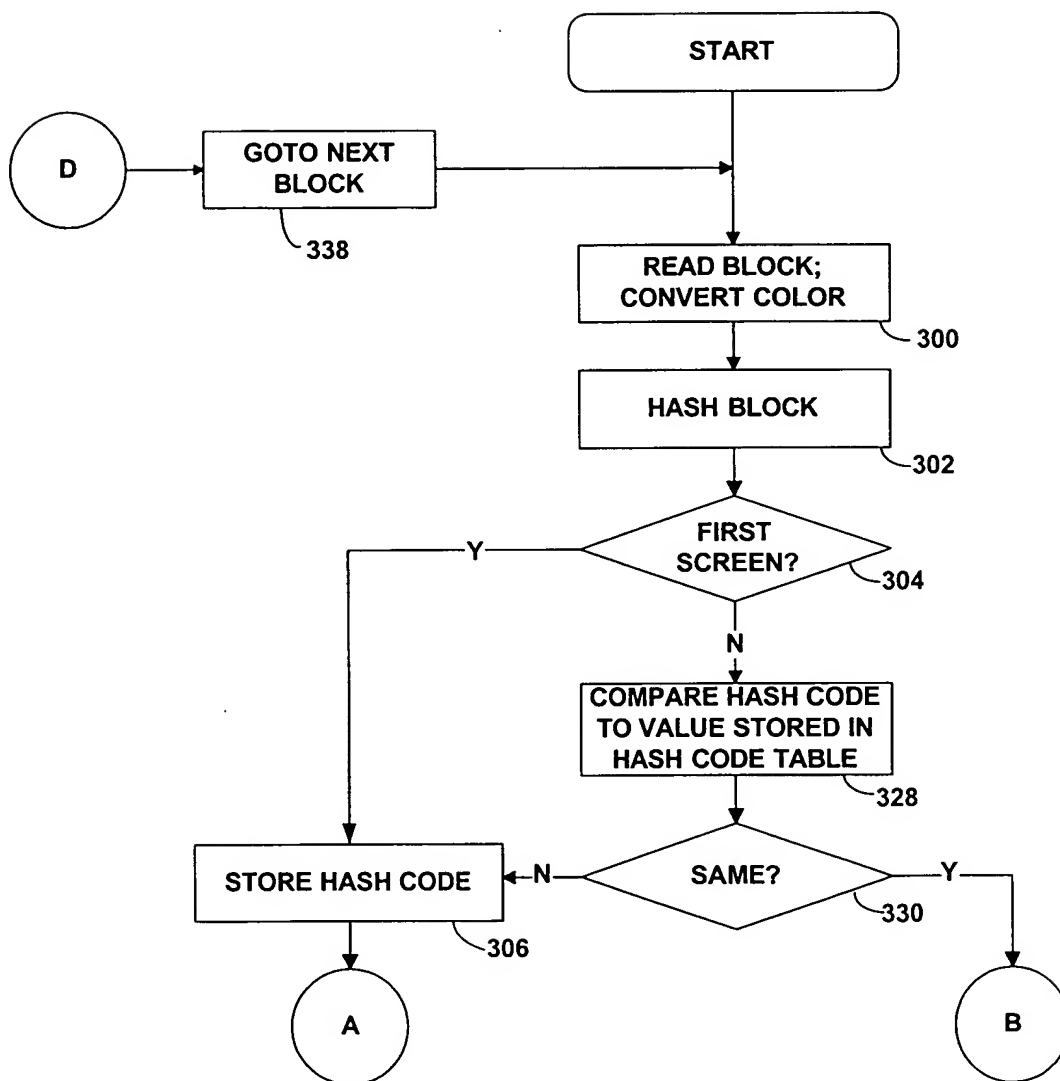 START
D
GOTO NEXT
BLOCK
338
READ BLOCK;
CONVERT COLOR
300
HASH BLOCK
302
FIRST
SCREEN?
304
Y
N
COMPARE HASH CODE
TO VALUE STORED IN
HASH CODE TABLE
328
STORE HASH CODE
306
N
SAME?
330
Y
A
B